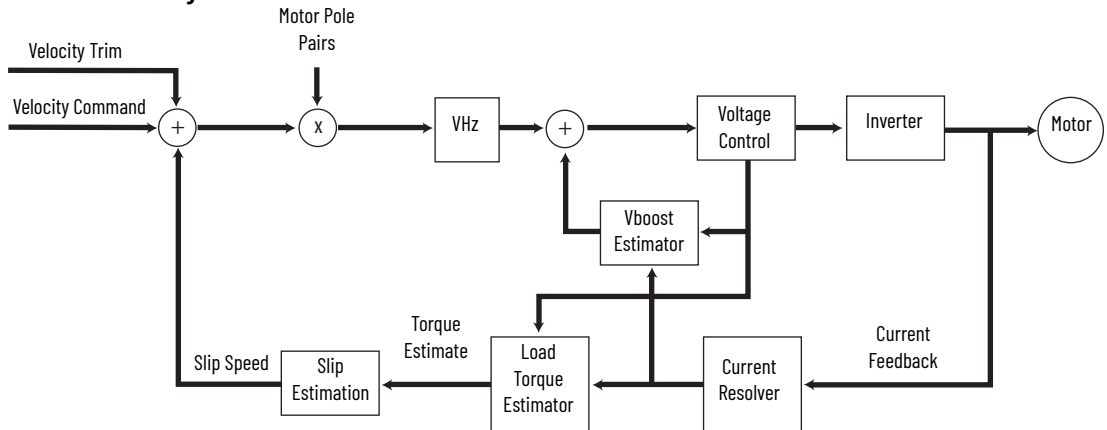 Motor Pole
Pairs
Velocity Trim
Velocity Command
+
x
VHz
+
Voltage
Control
Inverter
Motor
Vboost
Estimator
Torque
Estimate
Current
Feedback
Slip Speed
Slip
Estimation
Load
Torque
Estimator
Current
Resolver